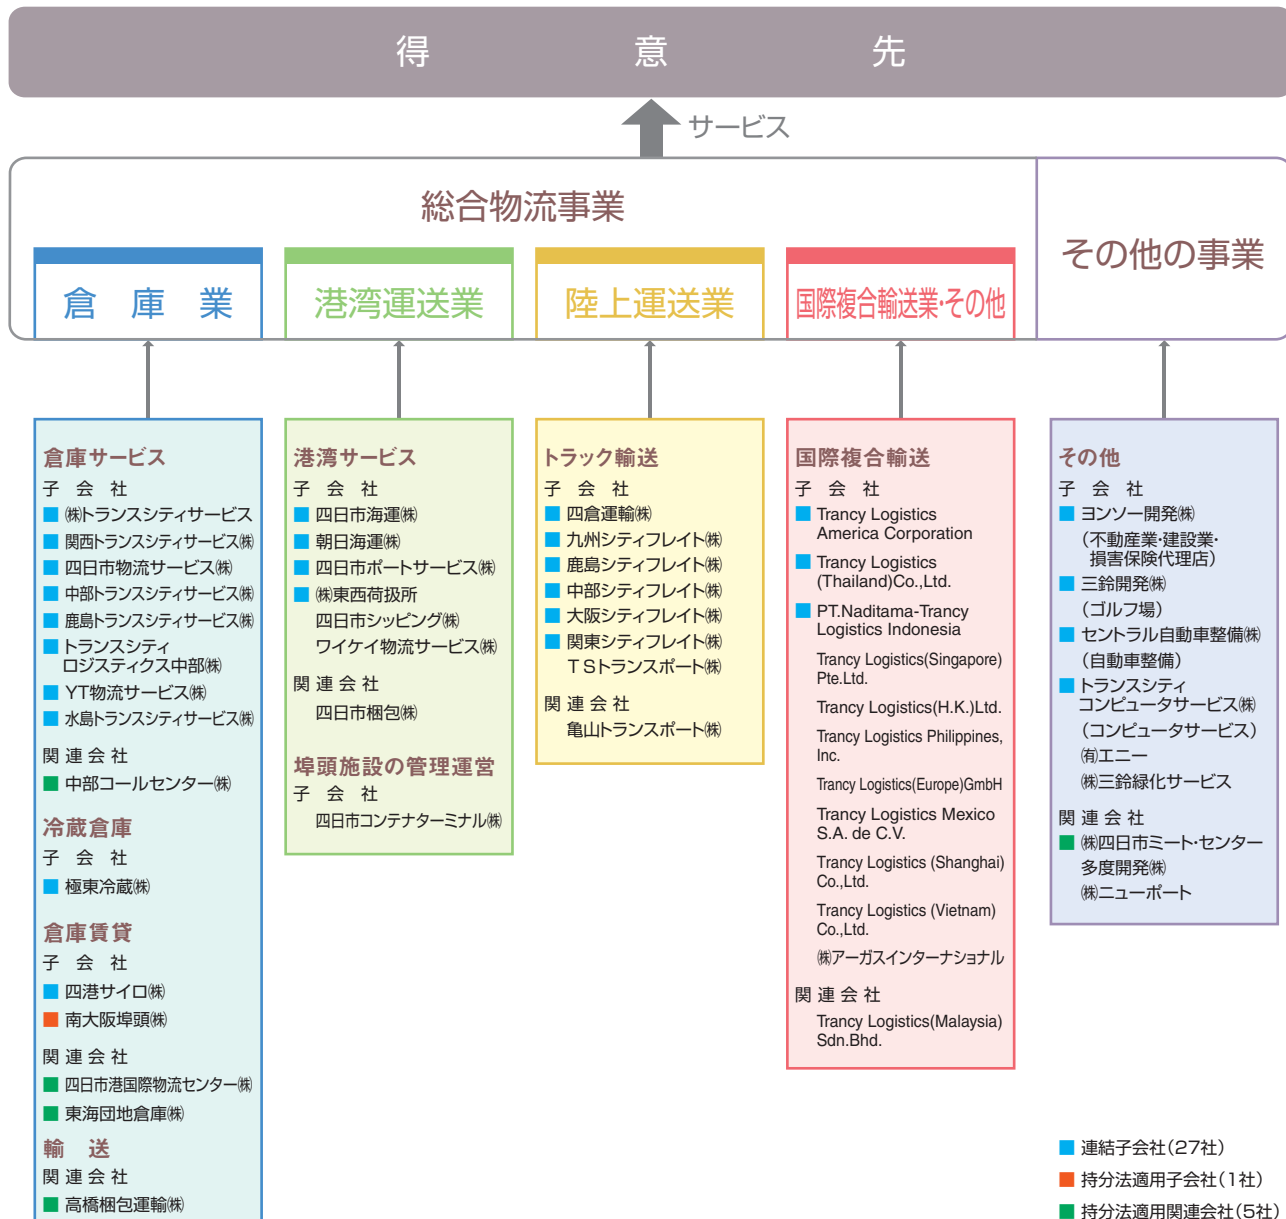 得意先
サービス
総合物流事業
その他の事業
倉庫業
港湾運送業
陸上運送業
国際複合輸送業・その他
倉庫サービス
子会社
㈱トランスシティサービス
関西トランスシティサービス㈱
四日市物流サービス㈱
中部トランスシティサービス㈱
鹿島トランスシティサービス㈱
トランスシティ
ロジスティクス中部㈱
YT物流サービス㈱
水島トランスシティサービス㈱
関連会社
中部コールセンター㈱
冷蔵倉庫
子会社
極東冷蔵㈱
倉庫賃貸
子会社
四港サイロ㈱
南大阪埠頭㈱
関連会社
四日市港国際物流センター㈱
東海団地倉庫㈱
輸送
関連会社
高橋梱包運輸㈱
港湾サービス
子会社
四日市海運㈱
朝日海運㈱
四日市ポートサービス㈱
㈱東西荷扱所
四日市シッピング㈱
ワイケイ物流サービス㈱
関連会社
四日市梱包㈱
埠頭施設の管理運営
子会社
四日市コンテナターミナル㈱
トラック輸送
子会社
四倉運輸㈱
九州シティフレイト㈱
鹿島シティフレイト㈱
中部シティフレイト㈱
大阪シティフレイト㈱
関東シティフレイト㈱
TSトランスポート㈱
関連会社
亀山トランスポート㈱
国際複合輸送
子会社
Trancy Logistics
America Corporation
Trancy Logistics
(Thailand)Co.,Ltd.
PT.Naditama-Trancy
Logistics Indonesia
Trancy Logistics(Singapore)
Pte.Ltd.
Trancy Logistics(H.K.)Ltd.
Trancy Logistics Philippines,
Inc.
Trancy Logistics(Europe)GmbH
Trancy Logistics Mexico
S.A. de C.V.
Trancy Logistics (Shanghai)
Co.,Ltd.
Trancy Logistics (Vietnam)
Co.,Ltd.
㈱アーガスインターナショナル
関連会社
Trancy Logistics(Malaysia)
Sdn.Bhd.
その他
子会社
ヨンソー開発㈱
(不動産業・建設業・
損害保険代理店)
三鈴開発㈱
(ゴルフ場)
セントラル自動車整備㈱
(自動車整備)
トランスシティ
コンピュータサービス㈱
(コンピュータサービス)
㈲エニー
㈱三鈴緑化サービス
関連会社
㈱四日市ミート・センター
多度開発㈱
㈱ニューポート
連結子会社(27社)
持分法適用子会社(1社)
持分法適用関連会社(5社)